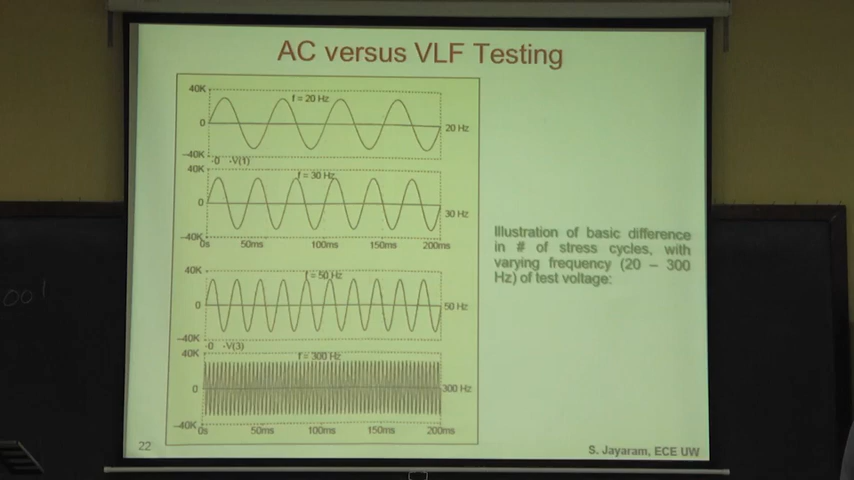 AC versus VLF Testing
40K
f = 20 Hz
0
20 Hz
-40K
-0 -V(1)
40K
f = 30 Hz
0
30 Hz
-40K
0s 50ms 100ms 150ms 200ms
40K
f = 50 Hz
0
50 Hz
-40K
-0 -V(3)
40K
f = 300 Hz
0
300 Hz
-40K
0s 50ms 100ms 150ms 200ms
Illustration of basic difference
in # of stress cycles, with
varying frequency (20 – 300
Hz) of test voltage:
22
S. Jayaram, ECE UW
001